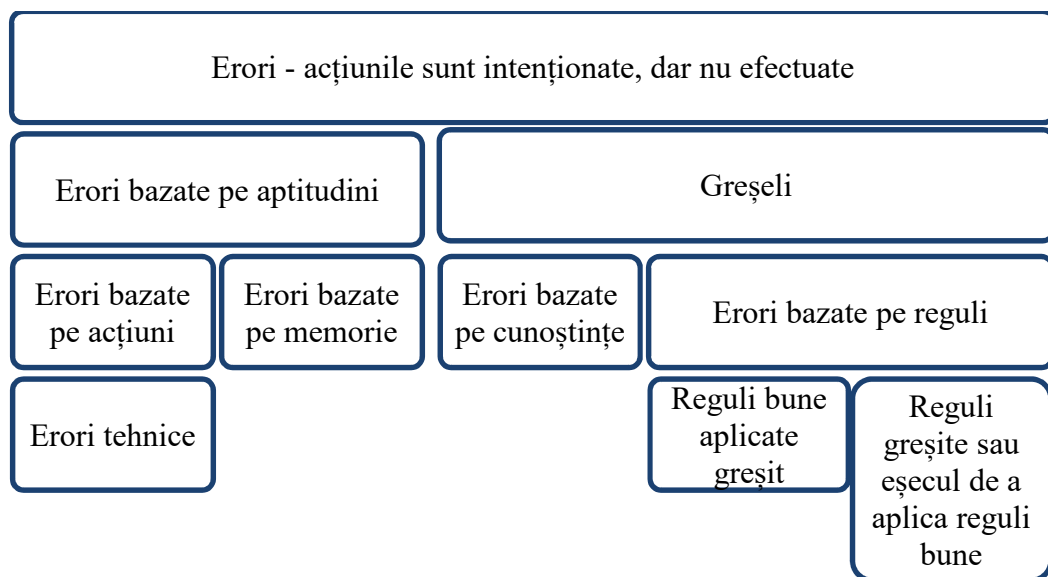 Erori - acțiunile sunt intenționate, dar nu efectuate
Erori bazate pe aptitudini
Greșeli
Erori bazate
pe acțiuni
Erori bazate
pe memorie
Erori bazate
pe cunoștințe
Erori bazate pe reguli
Erori tehnice
Reguli bune
aplicate
greșit
Reguli
greșite sau
eșecul de a
aplica reguli
bune